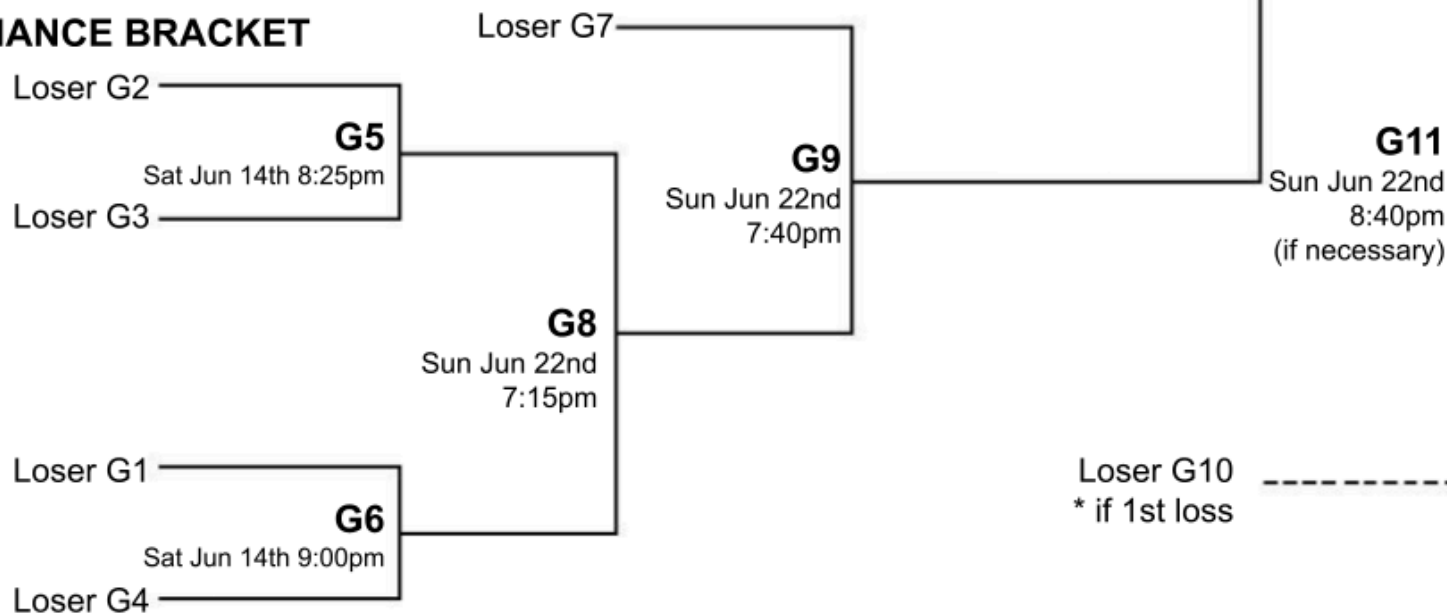 IANCE BRACKET
Loser G7
Loser G2
G5
Sat Jun 14th 8:25pm
Loser G3
G9
Sun Jun 22nd
7:40pm
G11
Sun Jun 22nd
8:40pm
(if necessary)
G8
Sun Jun 22nd
7:15pm
Loser G1
G6
Sat Jun 14th 9:00pm
Loser G4
Loser G10
* if 1st loss